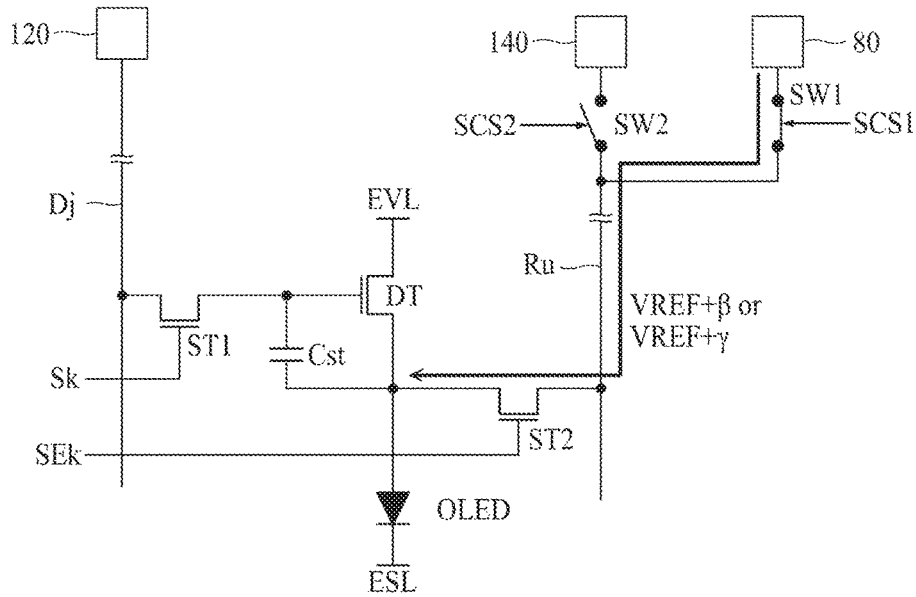 120
140
80
SW1
SCS2
SW2
SCS1
Dj
EVL
Ru
DT
VREF+β or
VREF+γ
ST1
Cst
Sk
ST2
SEk
OLED
ESL